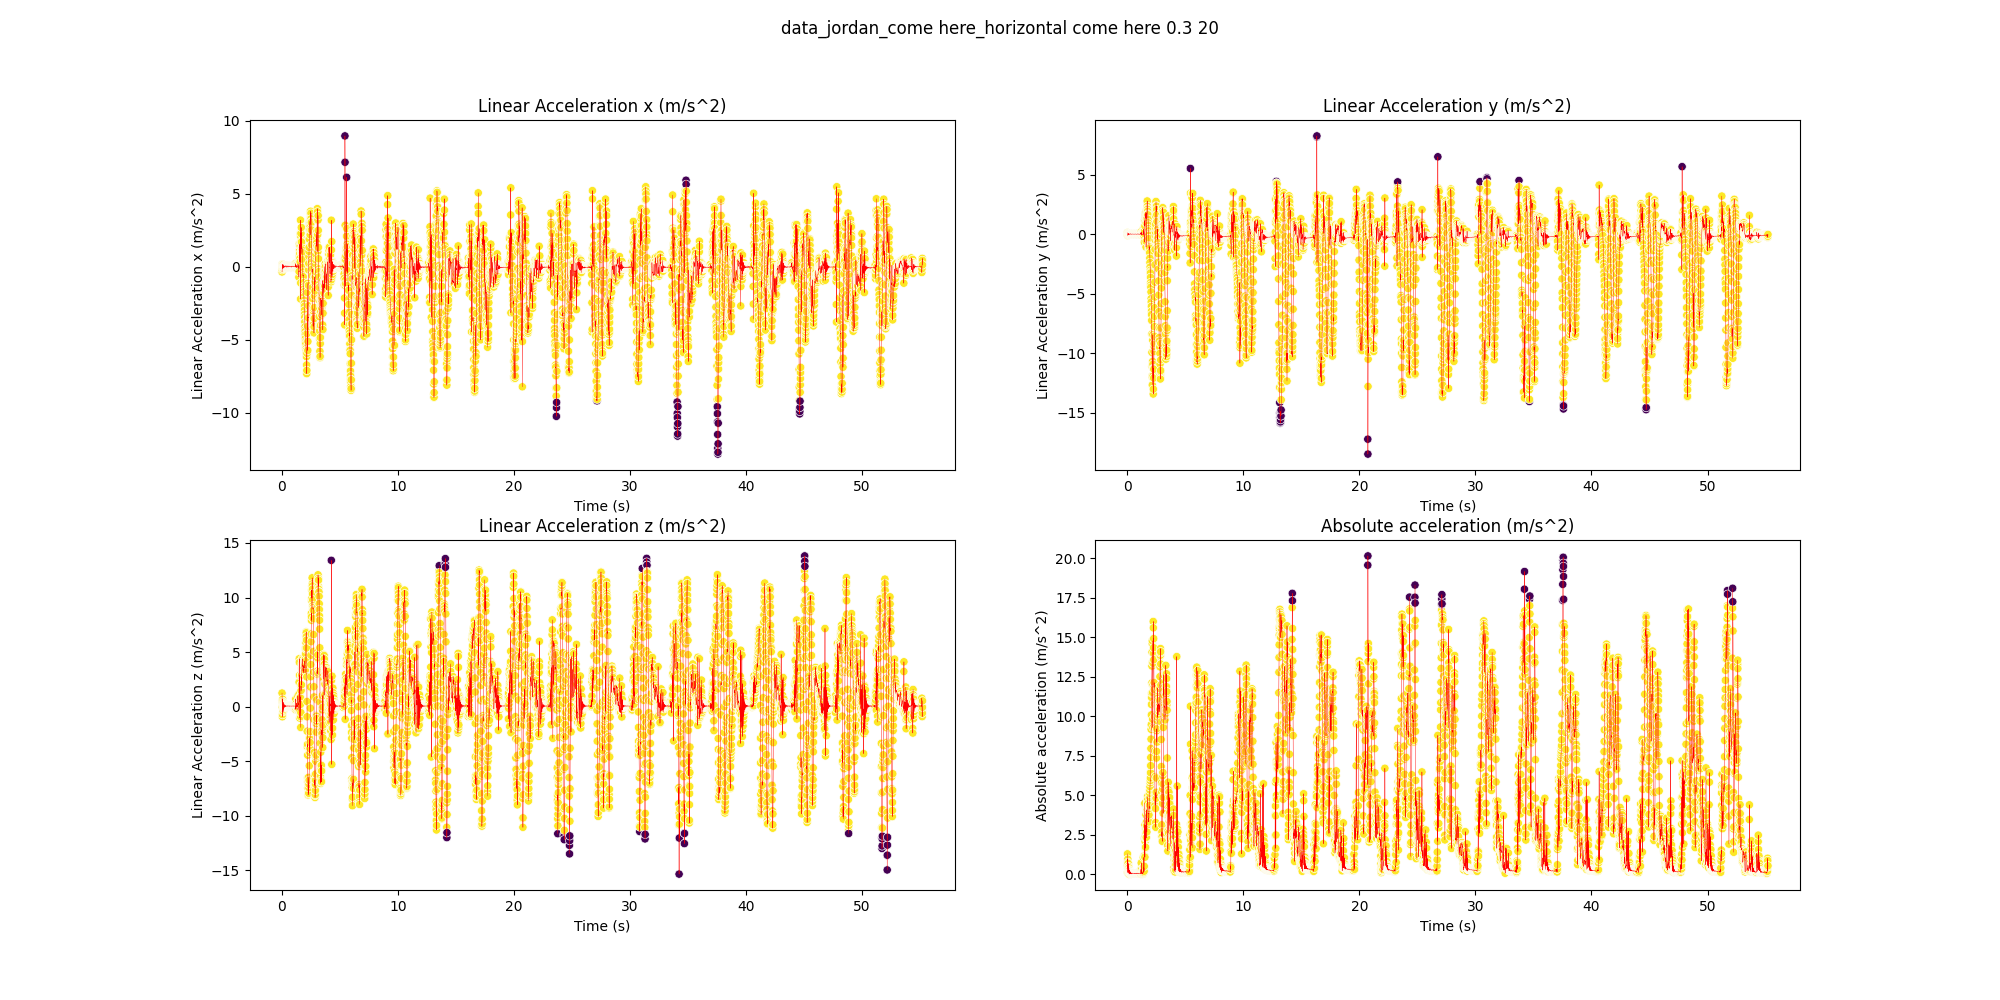 data_jordan_come here_horizontal come here 0.3 20
Linear Acceleration x (m/s^2)
Linear Acceleration x (m/s^2)
10
5
0
−5
−10
0 10 20 30 40 50
Time (s)
Linear Acceleration y (m/s^2)
Linear Acceleration y (m/s^2)
5
0
−5
−10
−15
0 10 20 30 40 50
Time (s)
Linear Acceleration z (m/s^2)
Linear Acceleration z (m/s^2)
15
10
5
0
−5
−10
−15
0 10 20 30 40 50
Time (s)
Absolute acceleration (m/s^2)
Absolute acceleration (m/s^2)
20.0
17.5
15.0
12.5
10.0
7.5
5.0
2.5
0.0
0 10 20 30 40 50
Time (s)